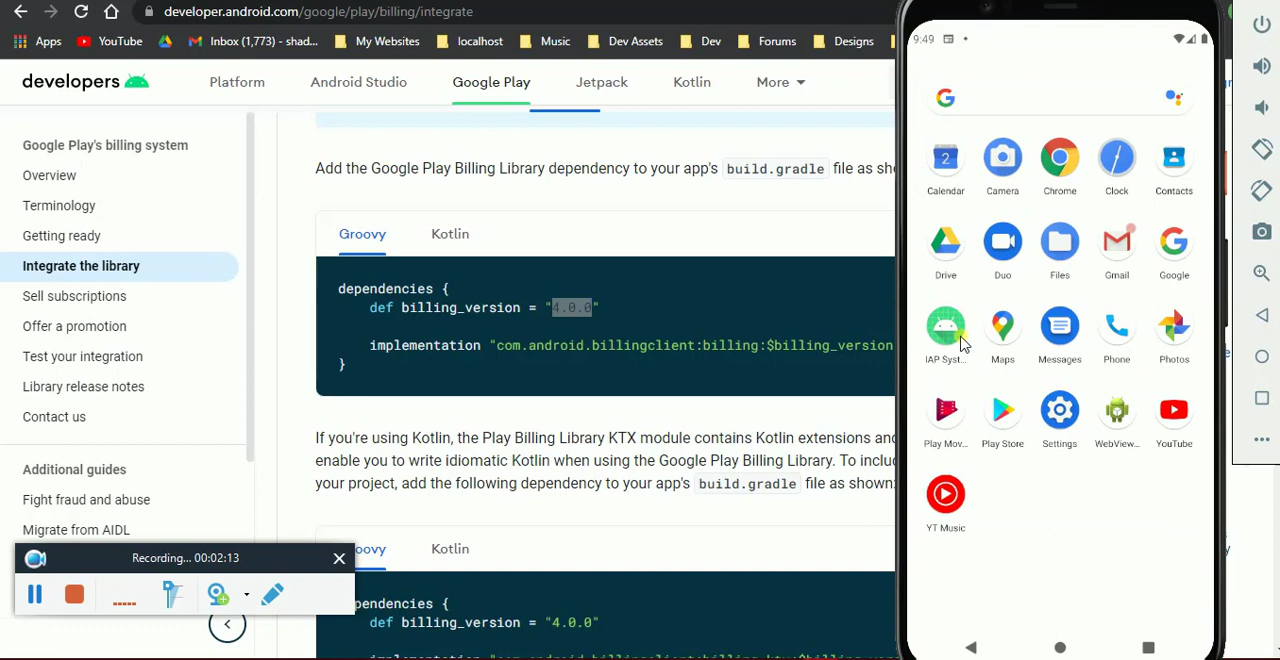 developer.android.com/google/play/billing/integrate
Apps YouTube Inbox (1,773) - shad... My Websites localhost Music Dev Assets Dev Forums Designs
developers Platform Android Studio Google Play Jetpack Kotlin More
Google Play's billing system
Overview
Terminology
Getting ready
Integrate the library
Sell subscriptions
Offer a promotion
Test your integration
Library release notes
Contact us
Additional guides
Fight fraud and abuse
Migrate from AIDL
Add the Google Play Billing Library dependency to your app's build.gradle file as sho
Groovy Kotlin
dependencies {
def billing_version = "4.0.0"
implementation "com.android.billingclient:billing:$billing_version
}
If you're using Kotlin, the Play Billing Library KTX module contains Kotlin extensions and
enable you to write idiomatic Kotlin when using the Google Play Billing Library. To includ
your project, add the following dependency to your app's build.gradle file as shown:
oovy Kotlin
pendencies {
def billing_version = "4.0.0"
Recording... 00:02:13
9:49
2
Calendar Camera Chrome Clock Contacts
Drive Duo Files Gmail Google
IAP Syst... Maps Messages Phone Photos
Play Mov... Play Store Settings WebView... YouTube
YT Music